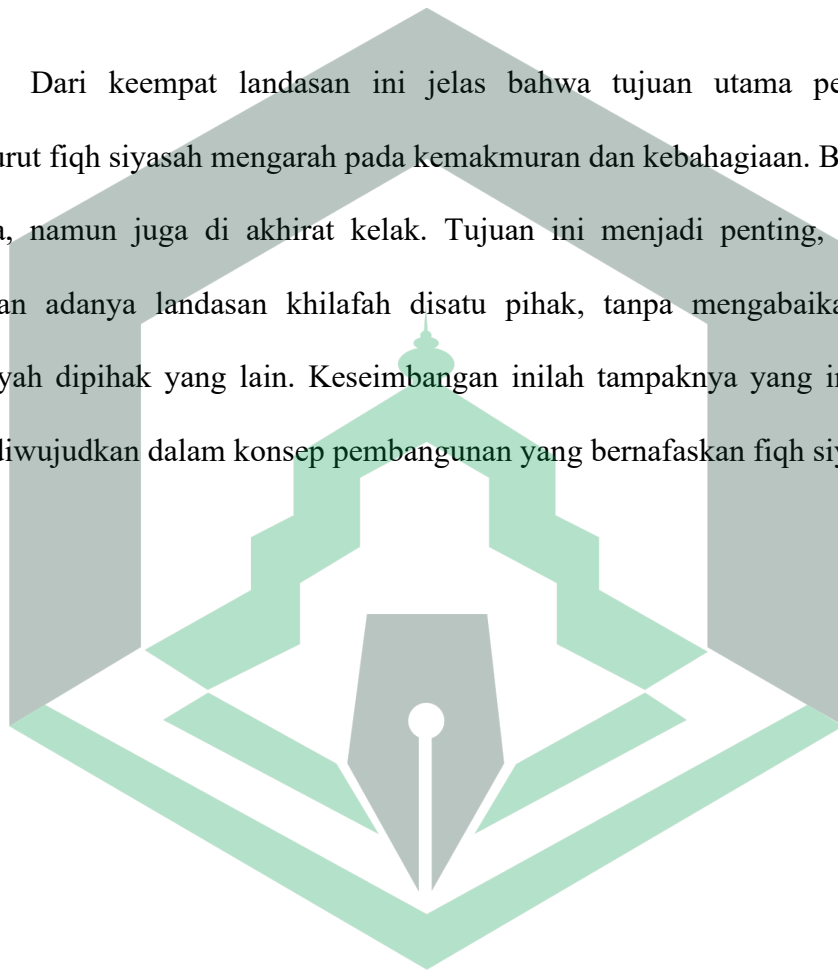 Dari keempat landasan ini jelas bahwa tujuan utama pe
urut fiqh siyasah mengarah pada kemakmuran dan kebahagiaan. B
a, namun juga di akhirat kelak. Tujuan ini menjadi penting,
an adanya landasan khilafah disatu pihak, tanpa mengabaika
yah dipihak yang lain. Keseimbangan inilah tampaknya yang in
diwujudkan dalam konsep pembangunan yang bernafaskan fiqh siy